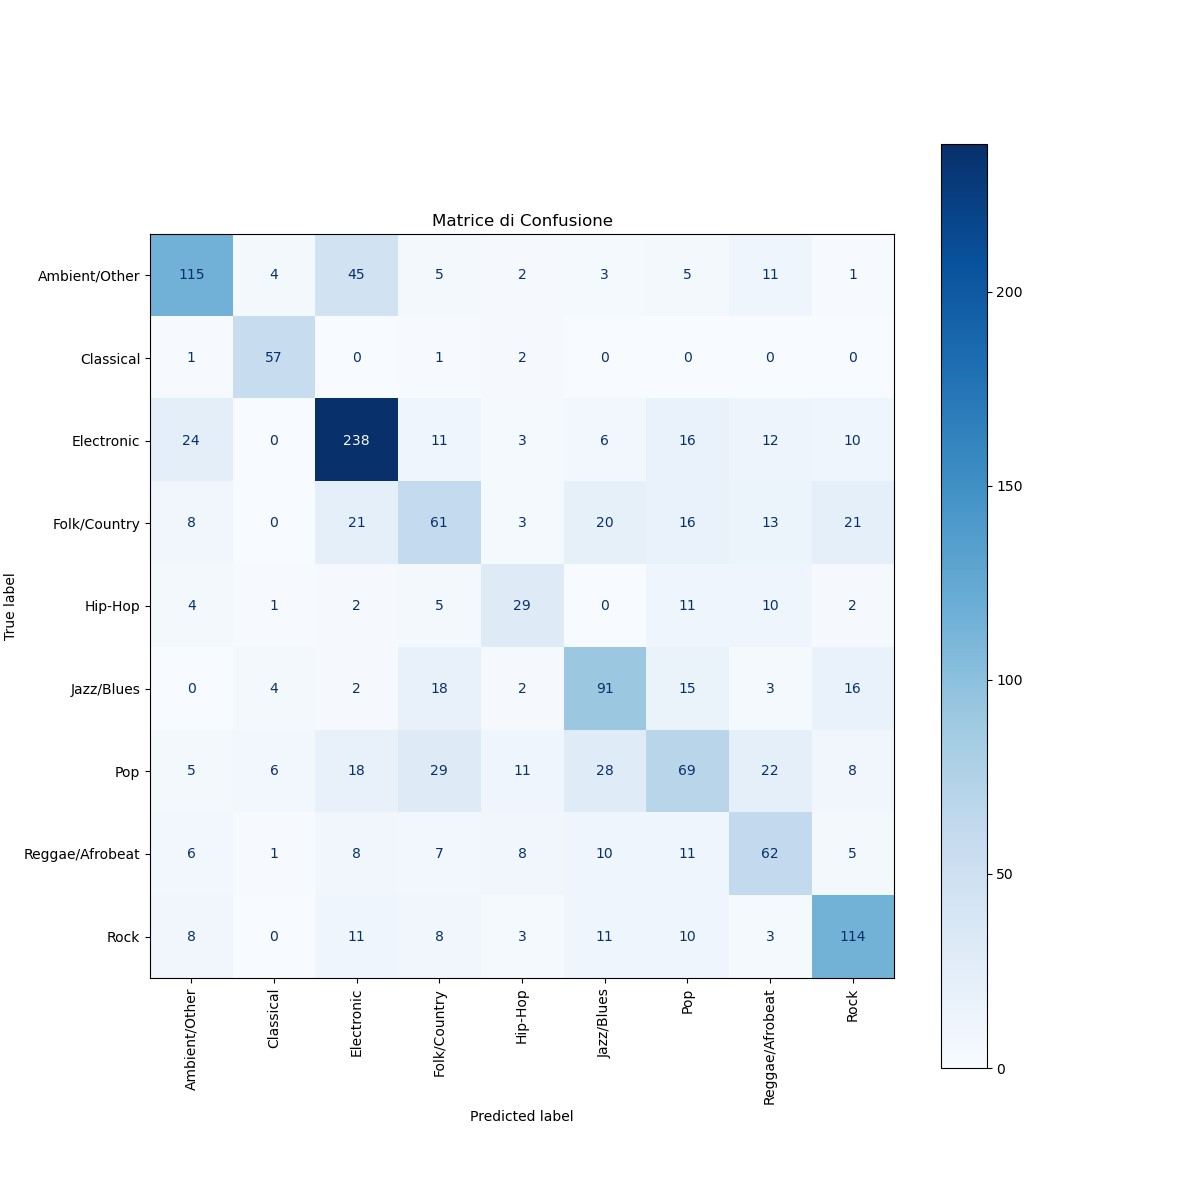 Matrice di Confusione
True label
Ambient/Other 115 4 45 5 2 3 5 11 1
Classical 1 57 0 1 2 0 0 0 0
Electronic 24 0 238 11 3 6 16 12 10
Folk/Country 8 0 21 61 3 20 16 13 21
Hip-Hop 4 1 2 5 29 0 11 10 2
Jazz/Blues 0 4 2 18 2 91 15 3 16
Pop 5 6 18 29 11 28 69 22 8
Reggae/Afrobeat 6 1 8 7 8 10 11 62 5
Rock 8 0 11 8 3 11 10 3 114
Ambient/Other Classical Electronic Folk/Country Hip-Hop Jazz/Blues Pop Reggae/Afrobeat Rock
Predicted label
200
150
100
50
0